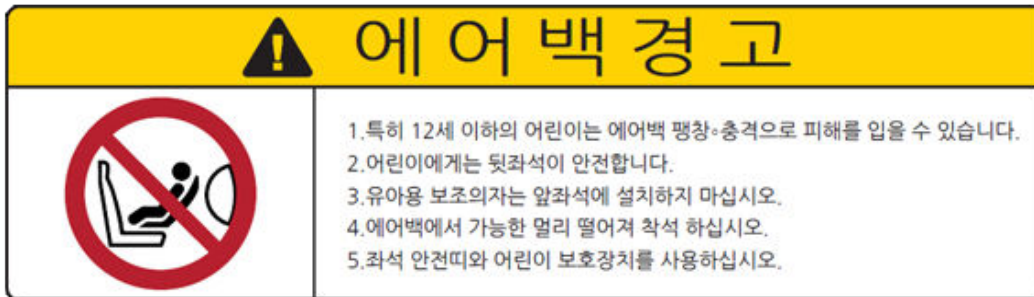 에어백경고
1.특히 12세 이하의 어린이는 에어백 팽창∘충격으로 피해를 입을 수 있습니다.
2.어린이에게는 뒷좌석이 안전합니다.
3.유아용 보조의자는 앞좌석에 설치하지 마십시오.
4.에어백에서 가능한 멀리 떨어져 착석 하십시오.
5.좌석 안전띠와 어린이 보호장치를 사용하십시오.